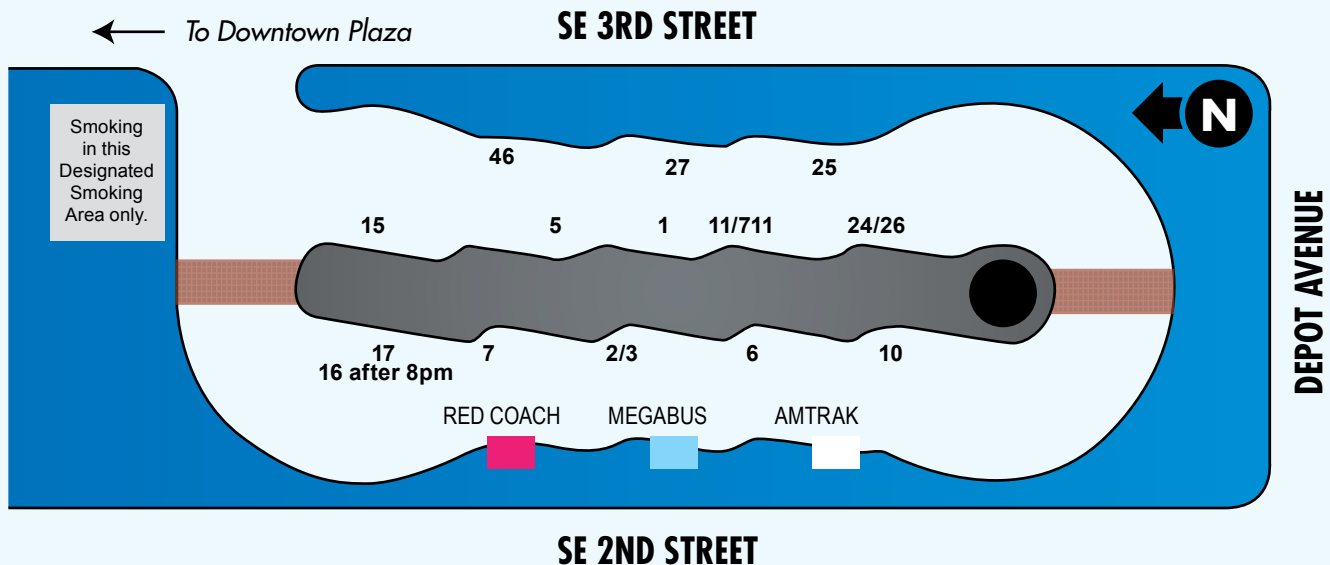 SE 3RD STREET
To Downtown Plaza
N
Smoking
in this
Designated
Smoking
Area only.
46
27
25
15
5
1
11/711
24/26
DEPOT AVENUE
17
16 after 8pm
7
2/3
6
10
RED COACH
MEGABUS
AMTRAK
SE 2ND STREET